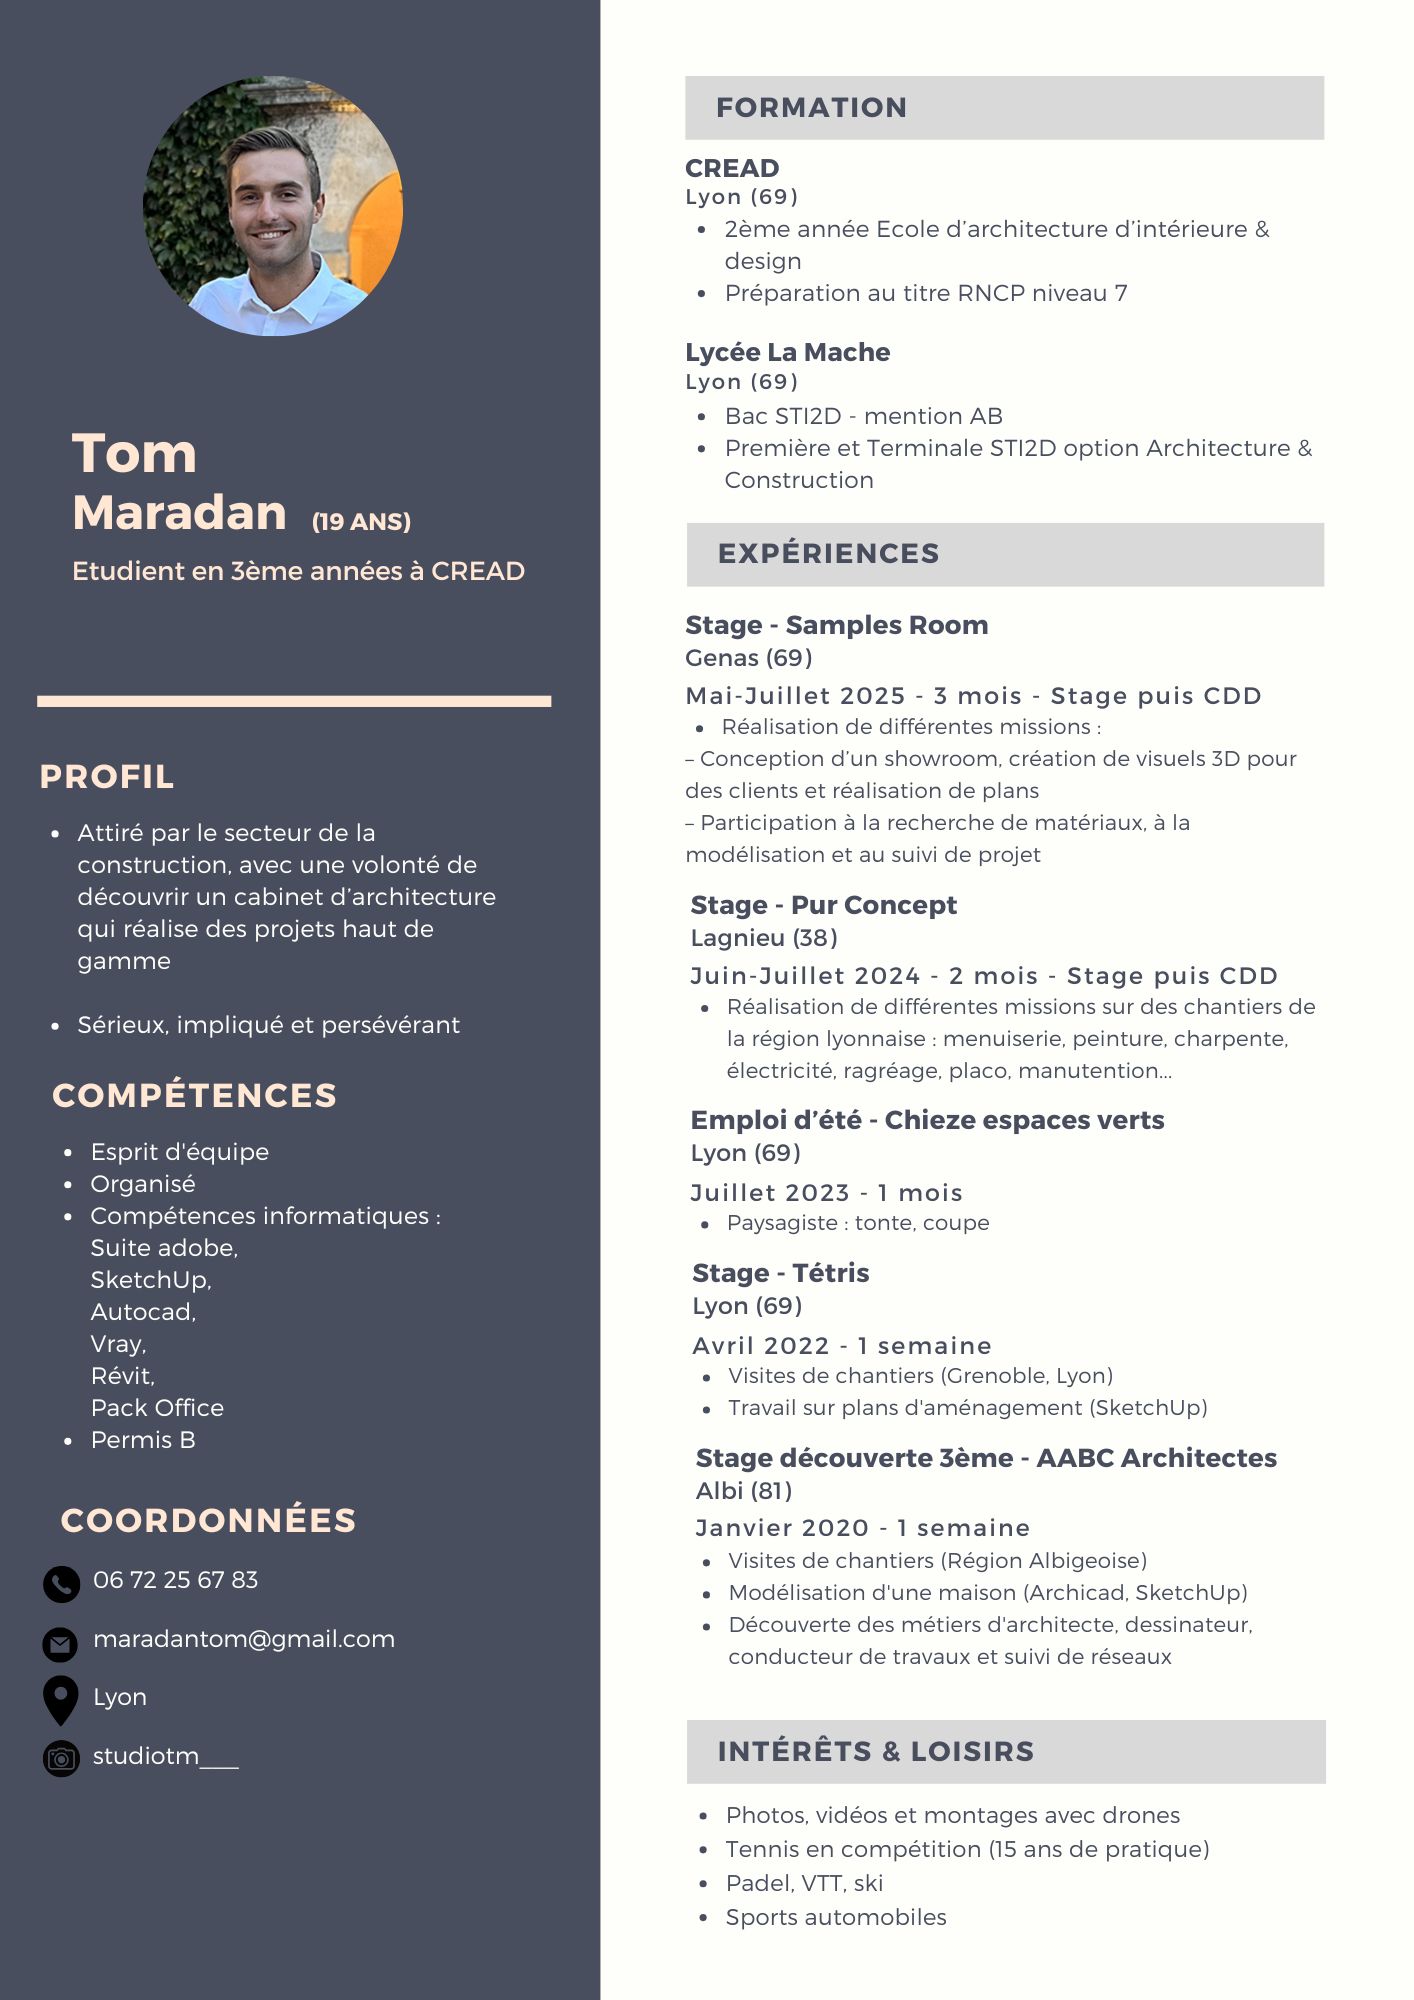 Tom
Maradan (19 ANS)
Etudient en 3ème années à CREAD
PROFIL
• Attiré par le secteur de la
construction, avec une volonté de
découvrir un cabinet d’architecture
qui réalise des projets haut de
gamme
• Sérieux, impliqué et persévérant
COMPÉTENCES
• Esprit d'équipe
• Organisé
• Compétences informatiques :
Suite adobe,
SketchUp,
Autocad,
Vray,
Révit,
Pack Office
• Permis B
COORDONNÉES
06 72 25 67 83
maradantom@gmail.com
Lyon
studiotm___
FORMATION
CREAD
Lyon (69)
• 2ème année Ecole d’architecture d’intérieure &
design
• Préparation au titre RNCP niveau 7
Lycée La Mache
Lyon (69)
• Bac STI2D - mention AB
• Première et Terminale STI2D option Architecture &
Construction
EXPÉRIENCES
Stage - Samples Room
Genas (69)
Mai-Juillet 2025 - 3 mois - Stage puis CDD
• Réalisation de différentes missions :
– Conception d’un showroom, création de visuels 3D pour
des clients et réalisation de plans
– Participation à la recherche de matériaux, à la
modélisation et au suivi de projet
Stage - Pur Concept
Lagnieu (38)
Juin-Juillet 2024 - 2 mois - Stage puis CDD
• Réalisation de différentes missions sur des chantiers de
la région lyonnaise : menuiserie, peinture, charpente,
électricité, ragréage, placo, manutention...
Emploi d’été - Chieze espaces verts
Lyon (69)
Juillet 2023 - 1 mois
• Paysagiste : tonte, coupe
Stage - Tétris
Lyon (69)
Avril 2022 - 1 semaine
• Visites de chantiers (Grenoble, Lyon)
• Travail sur plans d'aménagement (SketchUp)
Stage découverte 3ème - AABC Architectes
Albi (81)
Janvier 2020 - 1 semaine
• Visites de chantiers (Région Albigeoise)
• Modélisation d'une maison (Archicad, SketchUp)
• Découverte des métiers d'architecte, dessinateur,
conducteur de travaux et suivi de réseaux
INTÉRÊTS & LOISIRS
• Photos, vidéos et montages avec drones
• Tennis en compétition (15 ans de pratique)
• Padel, VTT, ski
• Sports automobiles